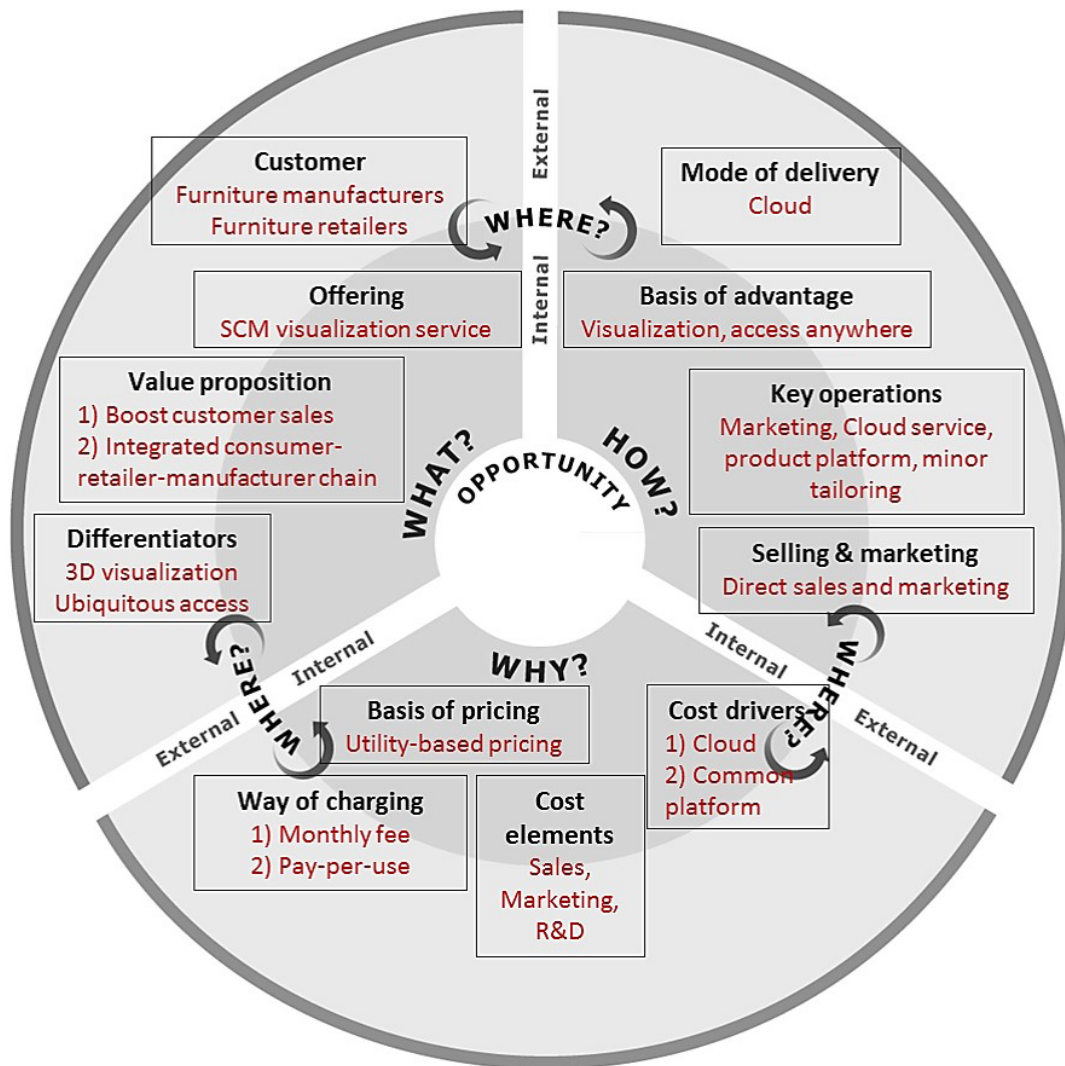 External
Internal
WHERE?
Customer
Furniture manufacturers
Furniture retailers
Offering
SCM visualization service
Value proposition
1) Boost customer sales
2) Integrated consumer-
retailer-manufacturer chain
Differentiators
3D visualization
Ubiquitous access
WHAT?
OPPORTUNITY
HOW?
Mode of delivery
Cloud
Basis of advantage
Visualization, access anywhere
Key operations
Marketing, Cloud service,
product platform, minor
tailoring
Selling & marketing
Direct sales and marketing
Internal
External
WHERE?
WHY?
Internal
External
WHERE?
Basis of pricing
Utility-based pricing
Way of charging
1) Monthly fee
2) Pay-per-use
Cost
elements
Sales,
Marketing,
R&D
Cost drivers
1) Cloud
2) Common
platform